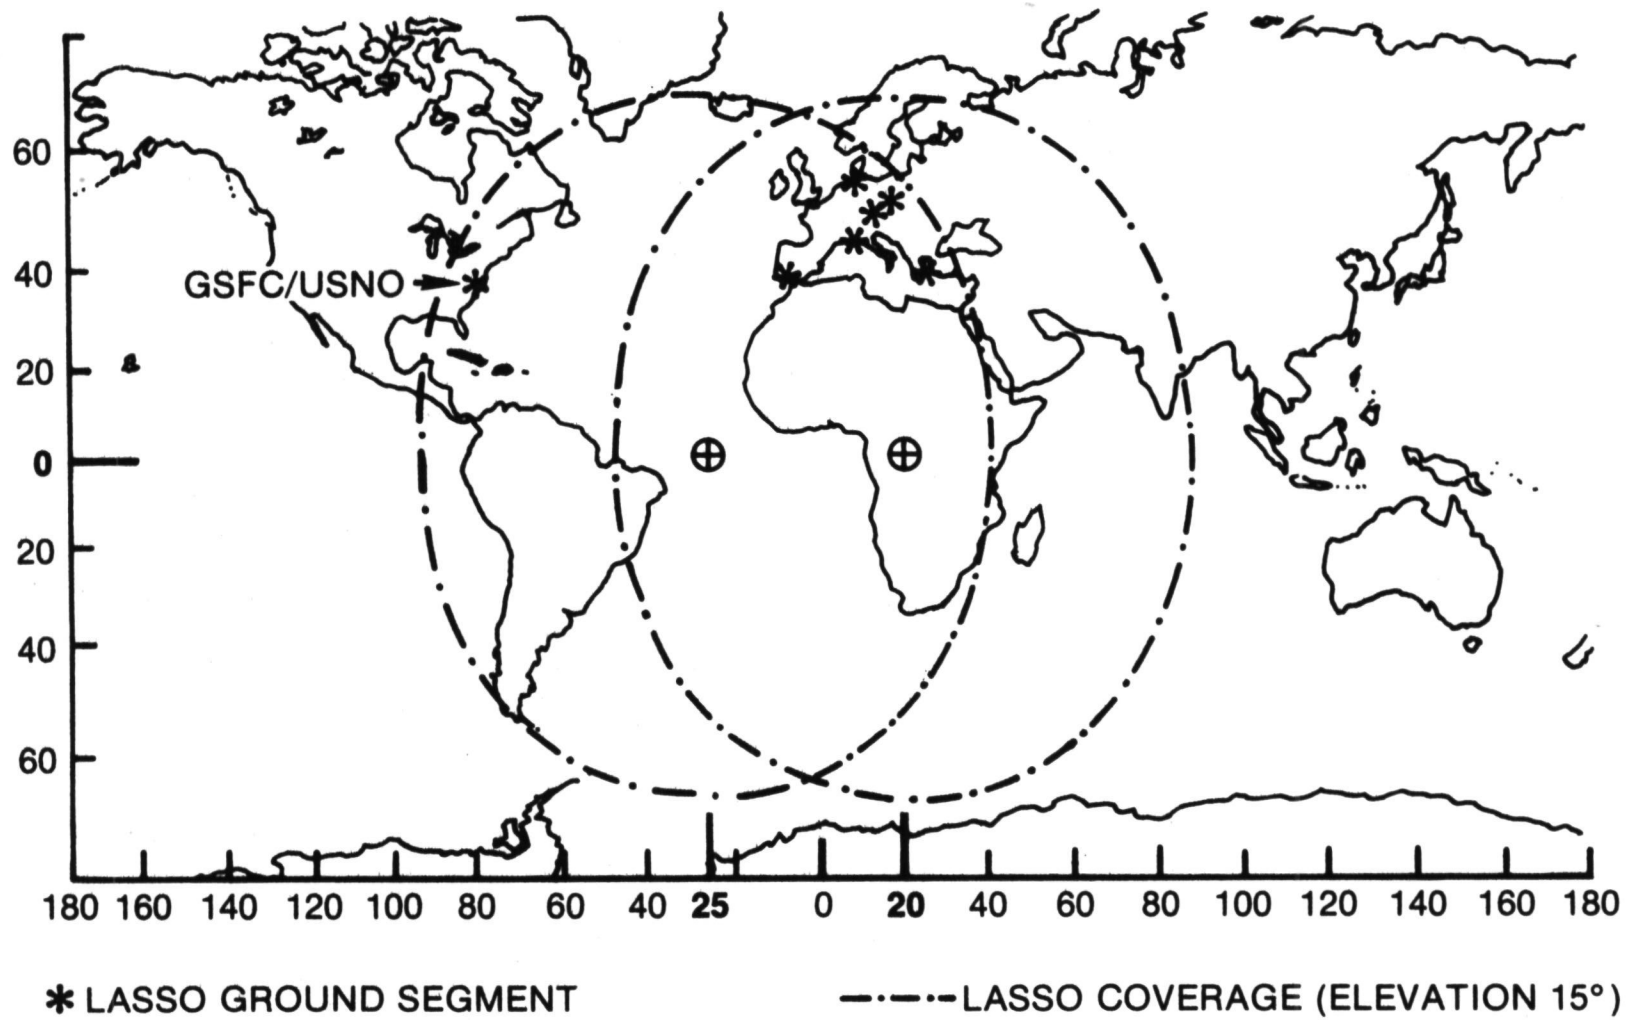 60
40
GSFC/USNO
20
0
20
40
60
180 160 140 120 100 80 60 40 25 0 20 40 60 80 100 120 140 160 180
* LASSO GROUND SEGMENT
LASSO COVERAGE (ELEVATION 15°)